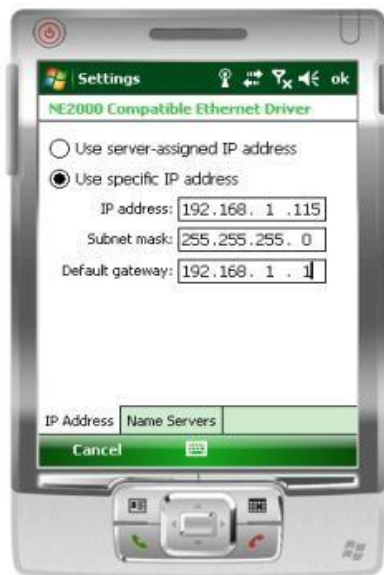 Settings ok
NE2000 Compatible Ethernet Driver
Use server-assigned IP address
Use specific IP address
IP address: 192.168. 1 .115
Subnet mask: 255.255.255. 0
Default gateway: 192.168. 1 . 1
IP Address Name Servers
Cancel